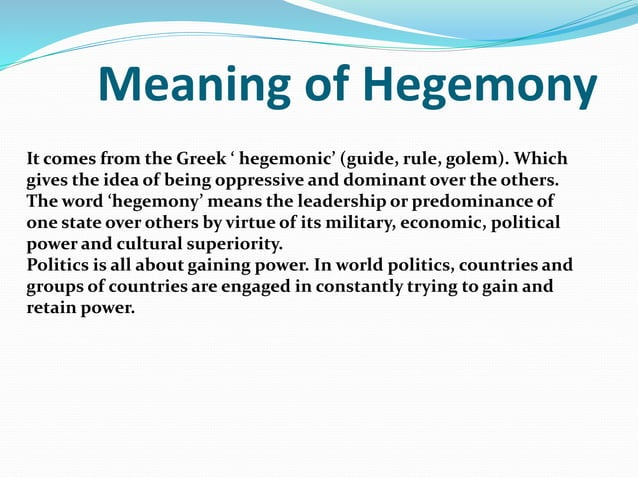 Meaning of Hegemony
It comes from the Greek ‘ hegemonic’ (guide, rule, golem). Which
gives the idea of being oppressive and dominant over the others.
The word ‘hegemony’ means the leadership or predominance of
one state over others by virtue of its military, economic, political
power and cultural superiority.
Politics is all about gaining power. In world politics, countries and
groups of countries are engaged in constantly trying to gain and
retain power.